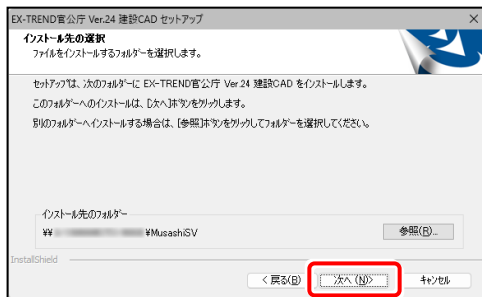 EX-TREND官公庁 Ver.24 建設CAD セットアップ
インストール先の選択
ファイルをインストールするフォルダーを選択します。
セットアップは、次のフォルダーに EX-TREND官公庁 Ver.24 建設CAD をインストールします。
このフォルダーへのインストールは、[次へ]ボタンをクリックします。
別のフォルダーへインストールする場合は、[参照]ボタンをクリックしてフォルダーを選択してください。
インストール先のフォルダー
¥¥ ¥MusashiSV
参照(R)...
InstallShield
< 戻る(B)
次へ(N)>
キャンセル